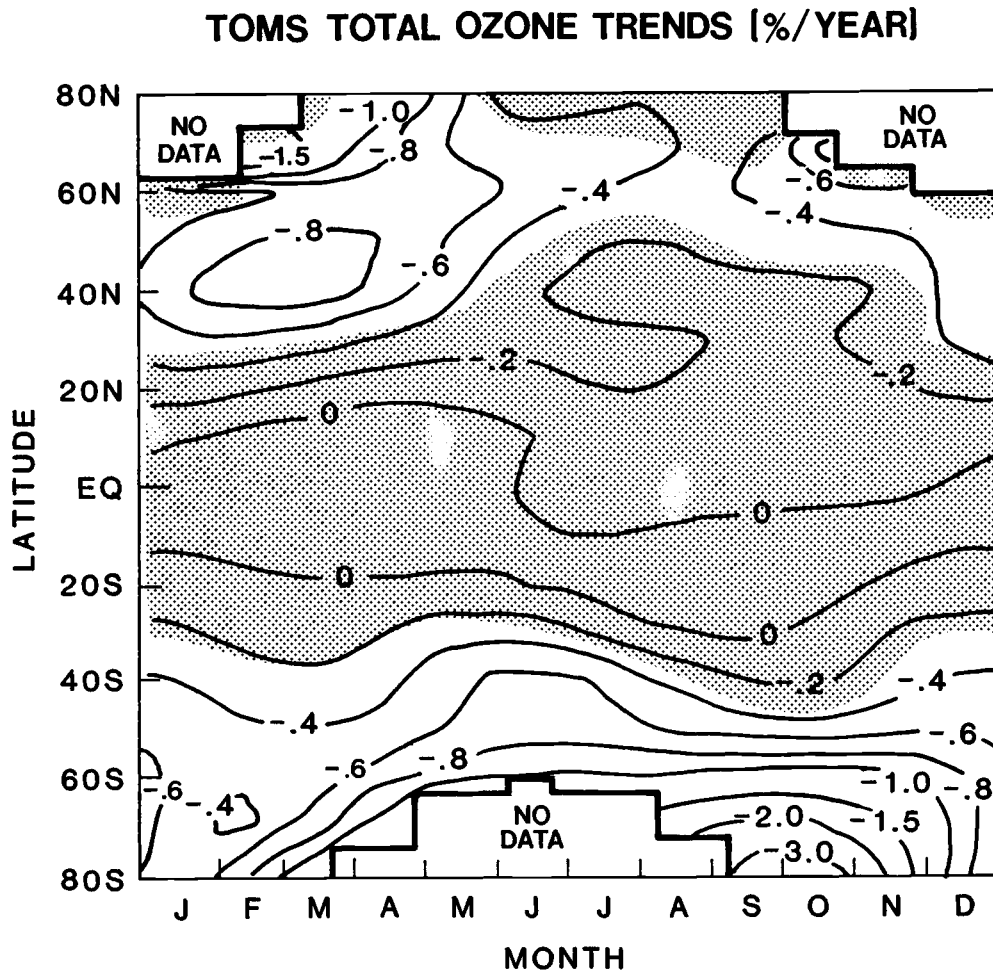 TOMS TOTAL OZONE TRENDS (%/YEAR)
80N
60N
40N
20N
EQ
20S
40S
60S
80S
LATITUDE
NO
DATA
-1.5
-1.0
-.8
NO
DATA
-.6
-.4
-.4
-.8
-.6
-.2
-.2
0
0
0
0
-.2
-.4
-.4
-.6
-.6
-.8
-.6
-.4
-1.0
-.8
NO
DATA
-2.0
-1.5
-3.0
J F M A M J J A S O N D
MONTH